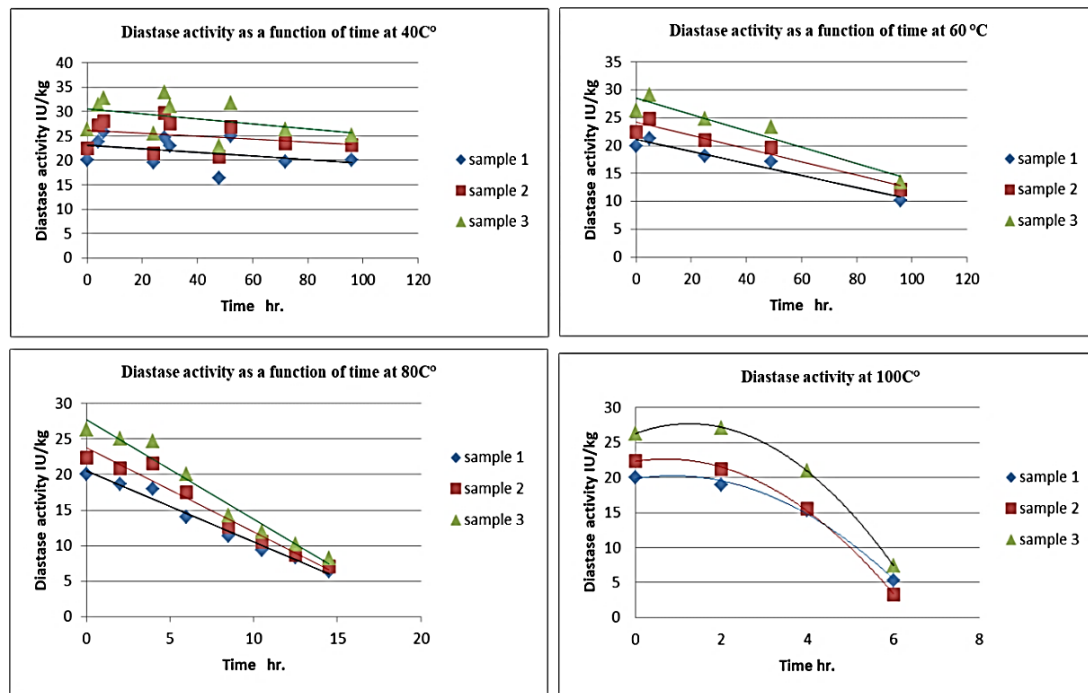 Diastase activity as a function of time at 40C°
Diastase activity IU/kg
40
35
30
25
20
15
10
5
0
0 20 40 60 80 100 120
Time hr.
sample 1
sample 2
sample 3
Diastase activity as a function of time at 60 °C
Diastase activity IU/kg
35
30
25
20
15
10
5
0
0 20 40 60 80 100 120
Time hr.
sample 1
sample 2
sample 3
Diastase activity as a function of time at 80C°
Diastase activity IU/kg
30
25
20
15
10
5
0
0 5 10 15 20
Time hr.
sample 1
sample 2
sample 3
Diastase activity at 100C°
Diastase activity IU/kg
30
25
20
15
10
5
0
0 2 4 6 8
Time hr.
sample 1
sample 2
sample 3